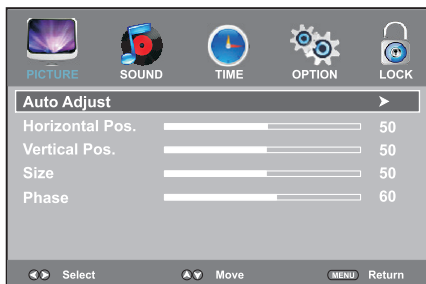 PICTURE SOUND TIME OPTION LOCK
Auto Adjust
Horizontal Pos. 50
Vertical Pos. 50
Size 50
Phase 60
Select Move MENU Return